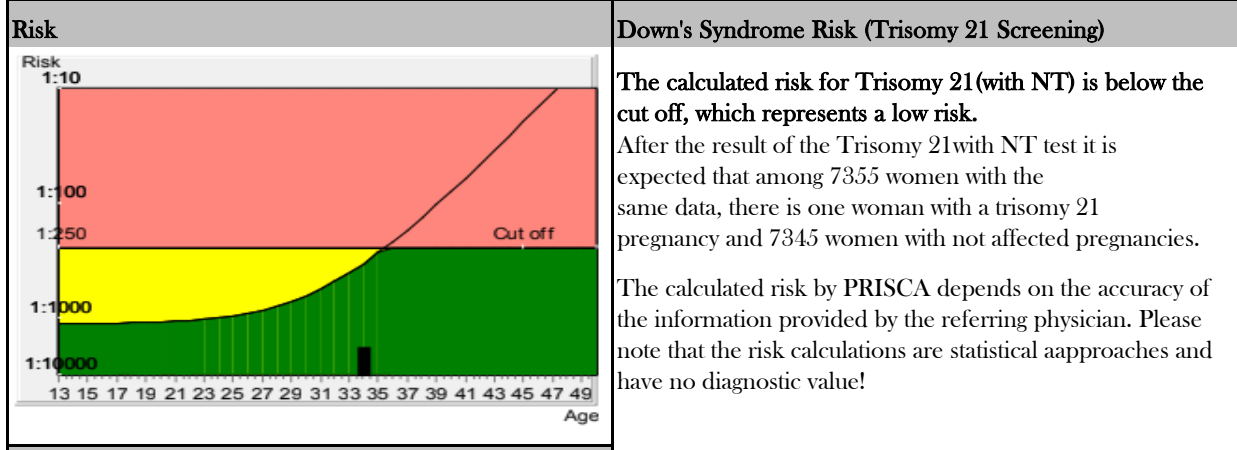 Risk
Risk
1:10
1:100
1:250
Cut off
1:1000
1:10000
13 15 17 19 21 23 25 27 29 31 33 35 37 39 41 43 45 47 49
Age
Down's Syndrome Risk (Trisomy 21 Screening)
The calculated risk for Trisomy 21(with NT) is below the
cut off, which represents a low risk.
After the result of the Trisomy 21with NT test it is
expected that among 7355 women with the
same data, there is one woman with a trisomy 21
pregnancy and 7345 women with not affected pregnancies.
The calculated risk by PRISCA depends on the accuracy of
the information provided by the referring physician. Please
note that the risk calculations are statistical aapproaches and
have no diagnostic value!